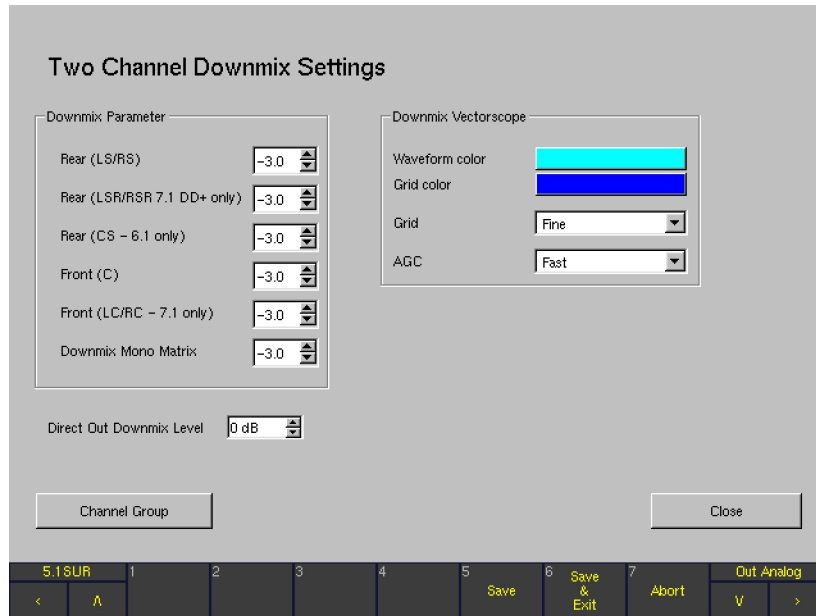 Two Channel Downmix Settings
Downmix Parameter
Rear (LS/RS) -3.0
Rear (LSR/RSR 7.1 DD+ only) -3.0
Rear (CS - 6.1 only) -3.0
Front (C) -3.0
Front (LC/RC - 7.1 only) -3.0
Downmix Mono Matrix -3.0
Downmix Vectorscope
Waveform color
Grid color
Grid Fine
AGC Fast
Direct Out Downmix Level 0 dB
Channel Group
Close
5.1SUR
< Λ
1
2
3
4
5 Save
6 Save
&
Exit
7 Abort
Out Analog
V >